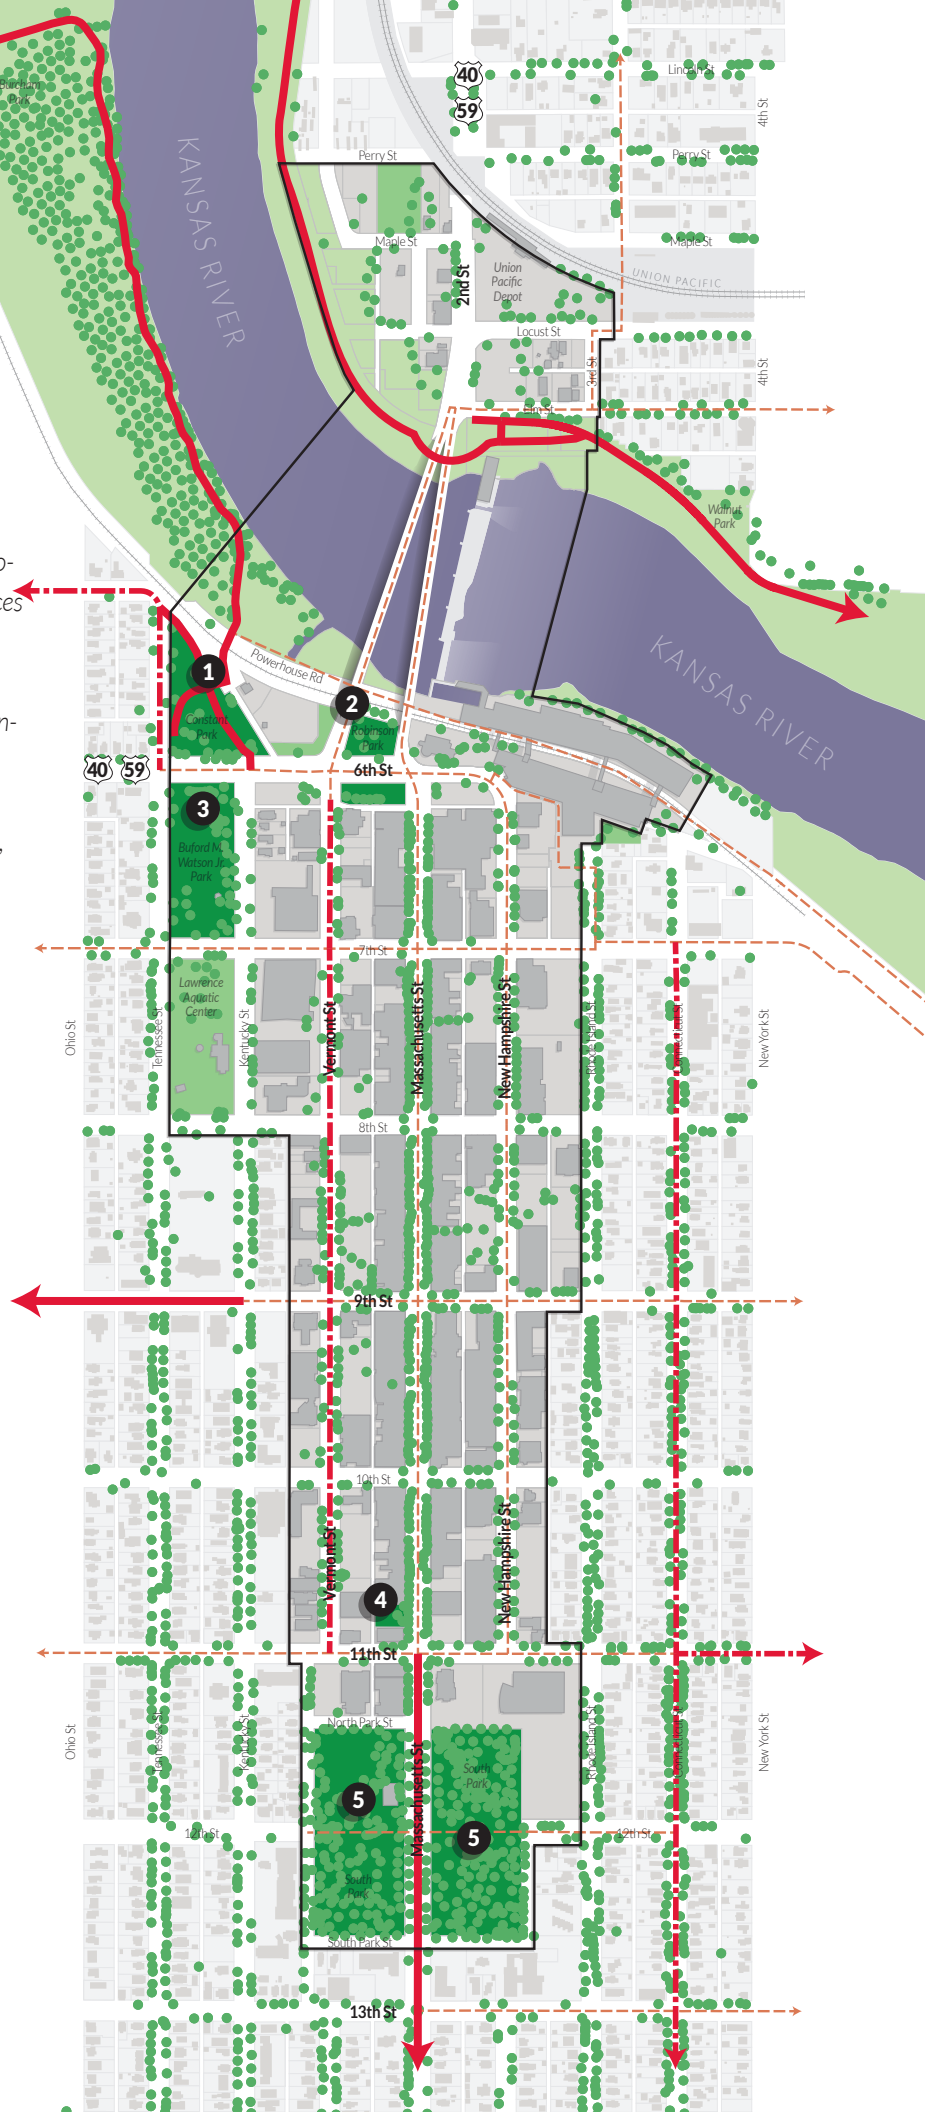 Burcham
Park
KANSAS RIVER
40
59
Lincoln St
4th St
Perry St
Perry St
Maple St
Maple St
2nd St
Union
Pacific
Depot
UNION PACIFIC
Locust St
3rd St
4th St
Elm St
Walnut
Park
o-
ces
n-
,
KANSAS RIVER
Powerhouse Rd
1
Constant
Park
2
Robinson
Park
40
59
6th St
3
Buford M.
Watson Jr.
Park
7th St
Lawrence
Aquatic
Center
Ohio St
Tennessee St
Kentucky St
Vermont St
Massachusetts St
New Hampshire St
Rhode Island St
Connecticut St
New York St
8th St
9th St
10th St
Vermont St
New Hampshire St
4
11th St
North Park St
Ohio St
Tennessee St
Kentucky St
Massachusetts St
Rhode Island St
Connecticut St
New York St
South
Park
5
5
12th St
12th St
South
Park
South Park St
13th St